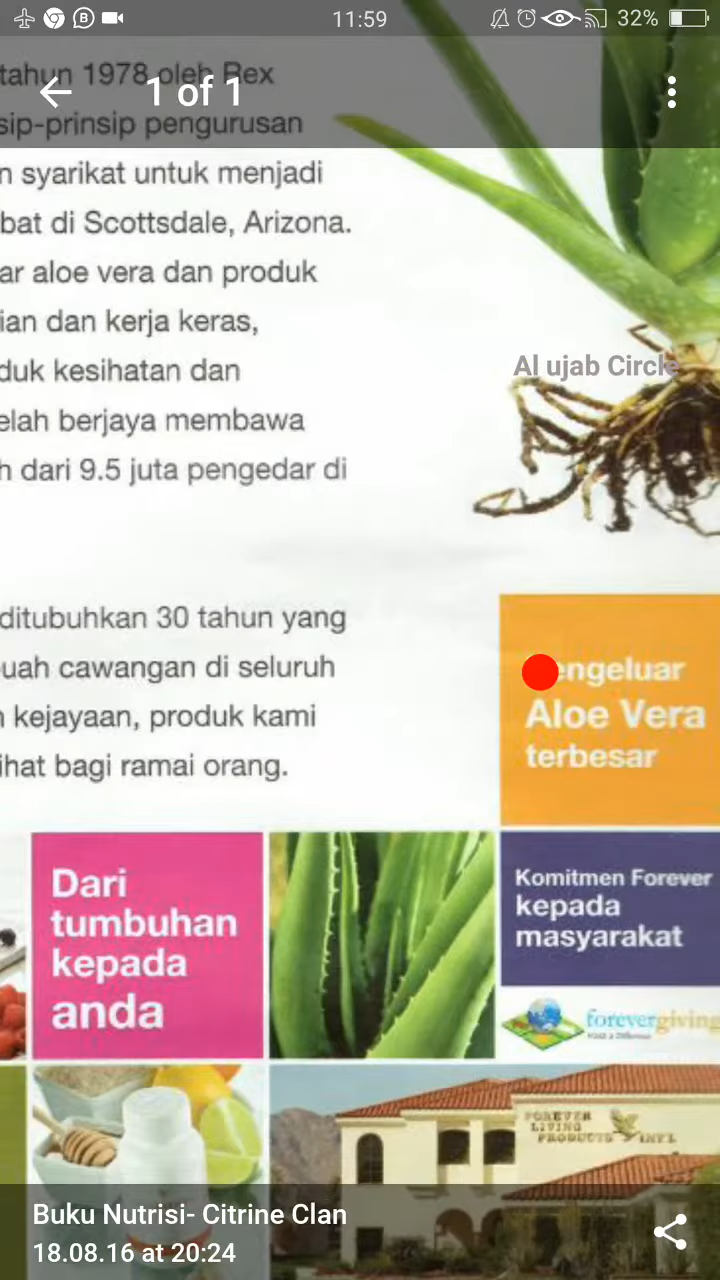 11:59
32%
tahun 1978 oleh Rex
1 of 1
sip-prinsip pengurusan
n syarikat untuk menjadi
bat di Scottsdale, Arizona.
ar aloe vera dan produk
ian dan kerja keras,
duk kesihatan dan
elah berjaya membawa
h dari 9.5 juta pengedar di
Al ujab Circle
ditubuhkan 30 tahun yang
uah cawangan di seluruh
n kejayaan, produk kami
ihat bagi ramai orang.
engeluar
Aloe Vera
terbesar
Dari
tumbuhan
kepada
anda
Komitmen Forever
kepada
masyarakat
forevergiving
FOREVER
LIVING
PRODUCTS INT'L
Buku Nutrisi- Citrine Clan
18.08.16 at 20:24